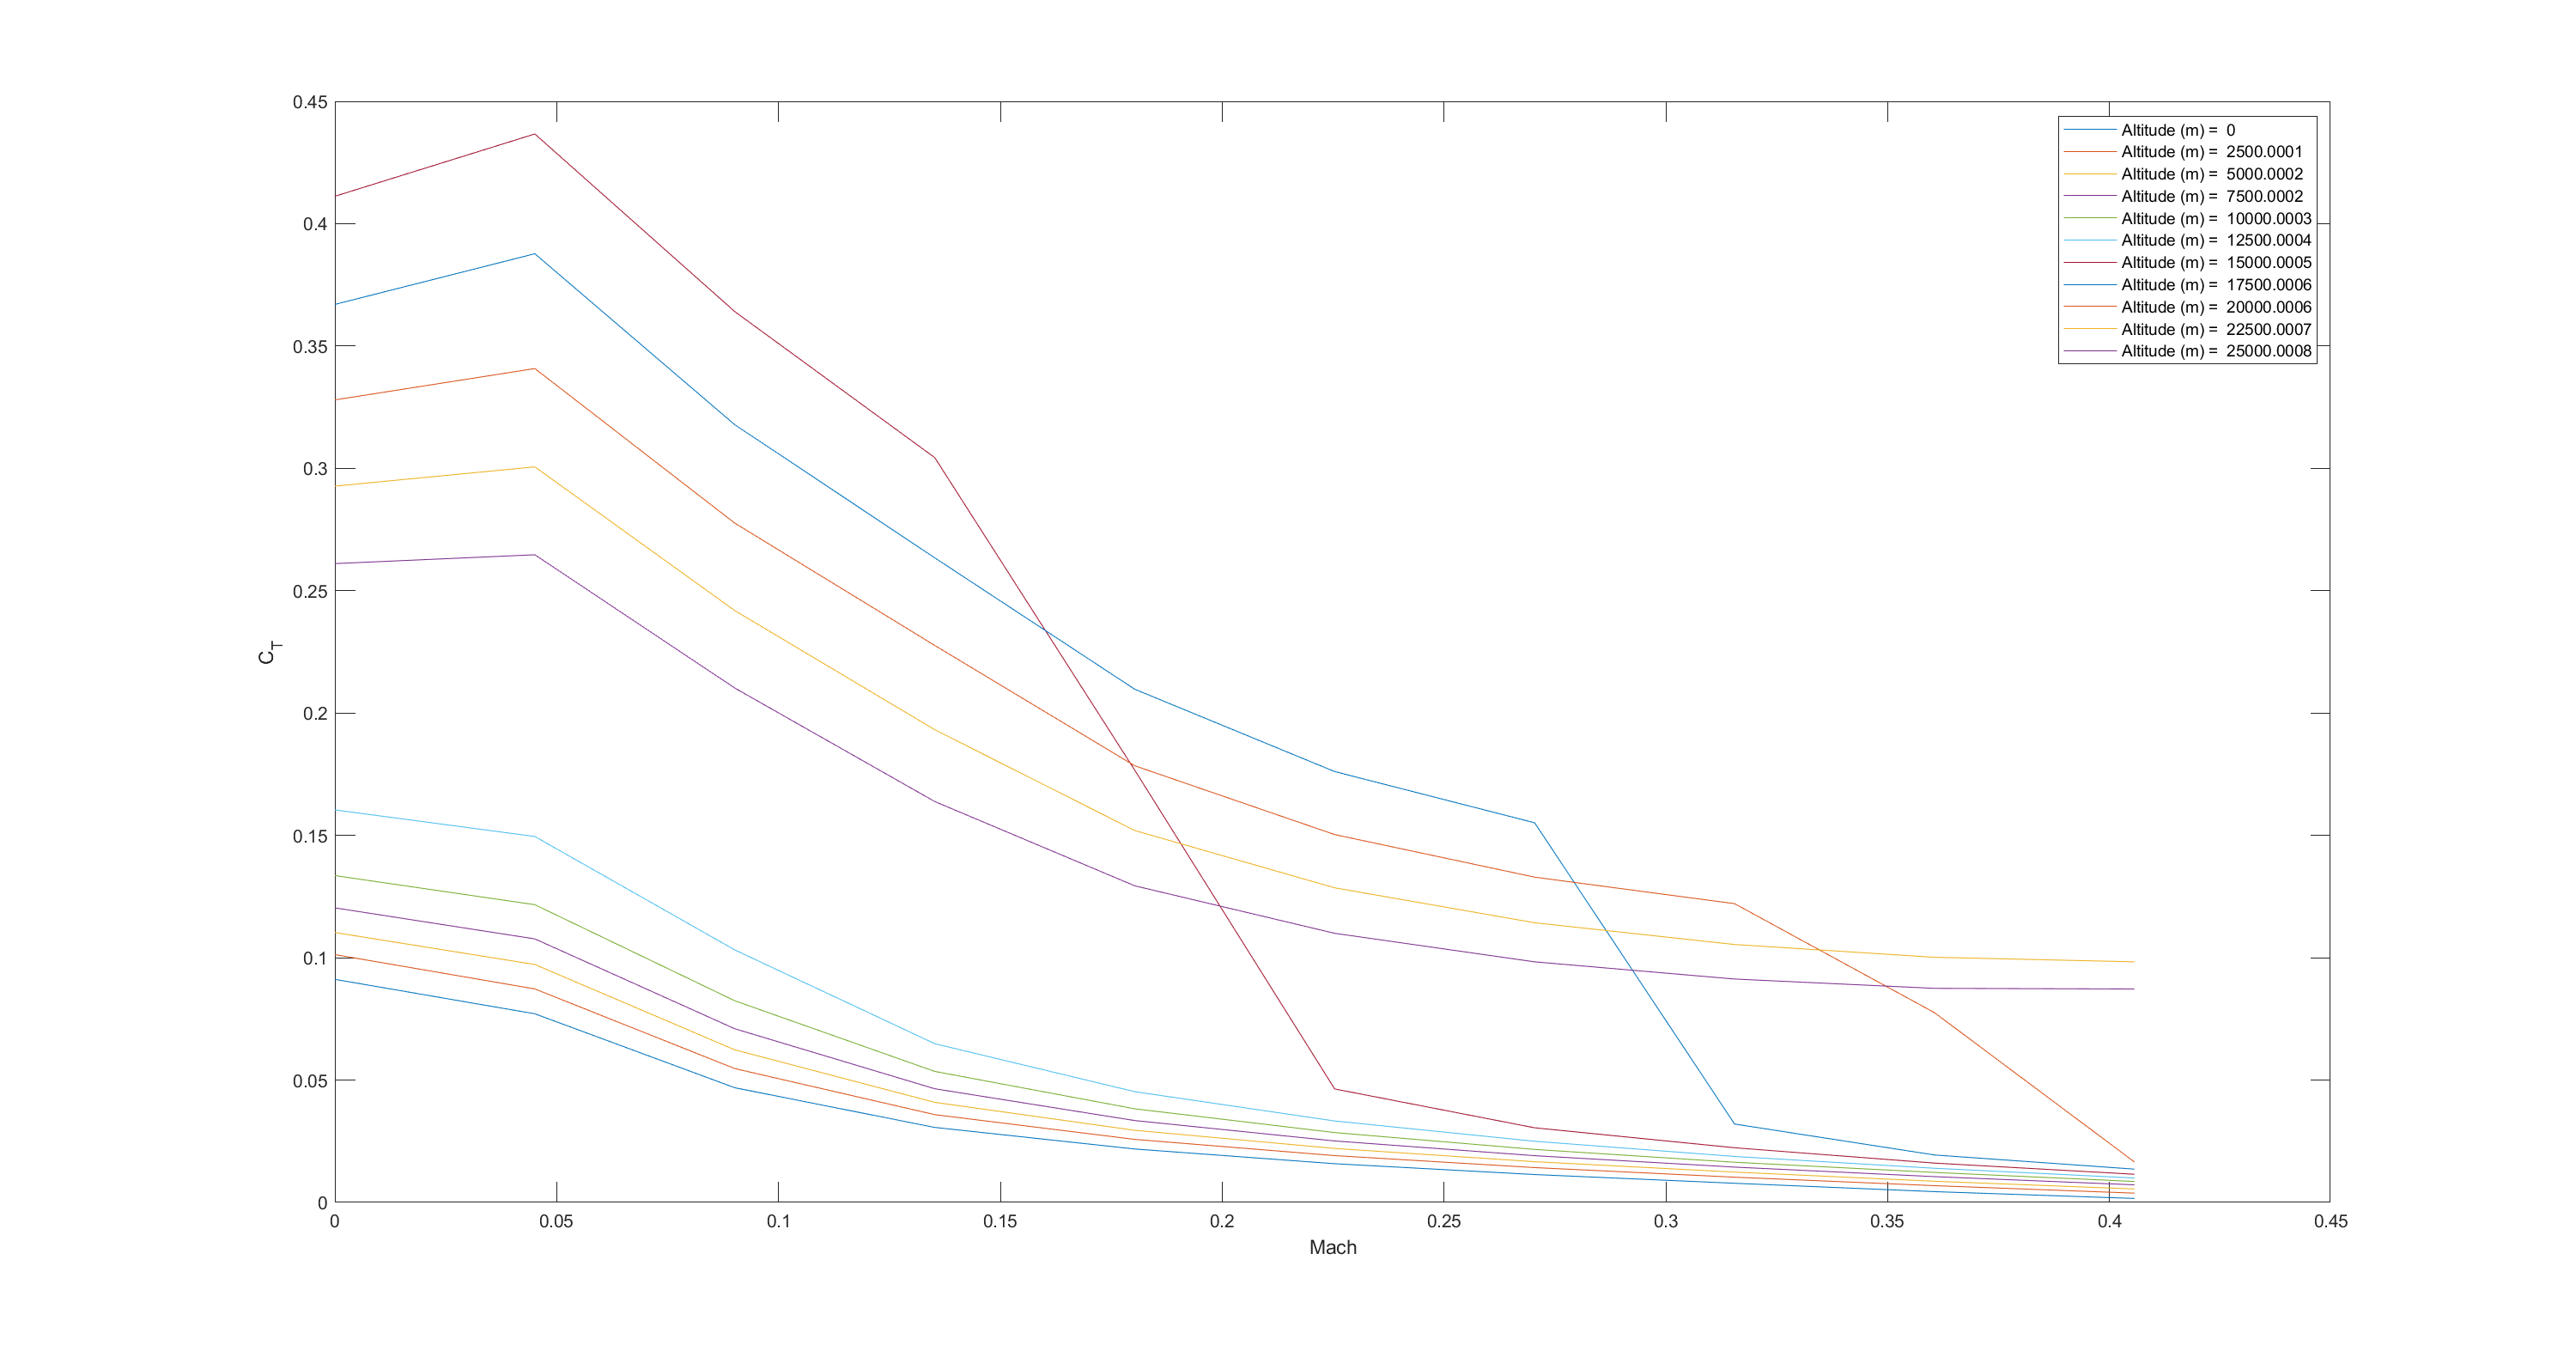 0.45
0.4
0.35
0.3
0.25
0.2
0.15
0.1
0.05
0
C_T
0
0.05
0.1
0.15
0.2
0.25
0.3
0.35
0.4
0.45
Mach
Altitude (m) = 0
Altitude (m) = 2500.0001
Altitude (m) = 5000.0002
Altitude (m) = 7500.0002
Altitude (m) = 10000.0003
Altitude (m) = 12500.0004
Altitude (m) = 15000.0005
Altitude (m) = 17500.0006
Altitude (m) = 20000.0006
Altitude (m) = 22500.0007
Altitude (m) = 25000.0008